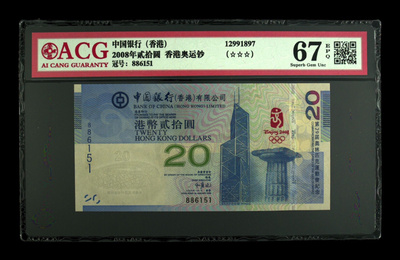 ACG
AI CANG GUARANTY
中国银行（香港）
2008年贰拾圆 香港奥运钞
冠号：886151
12991897
(☆☆☆)
67 EPQ
Superb Gem Unc
中國銀行(香港)有限公司
BANK OF CHINA (HONG KONG) LIMITED
港幣貳拾圓
TWENTY
HONG KONG DOLLARS
20
886151
20
Beijing 2008
886151